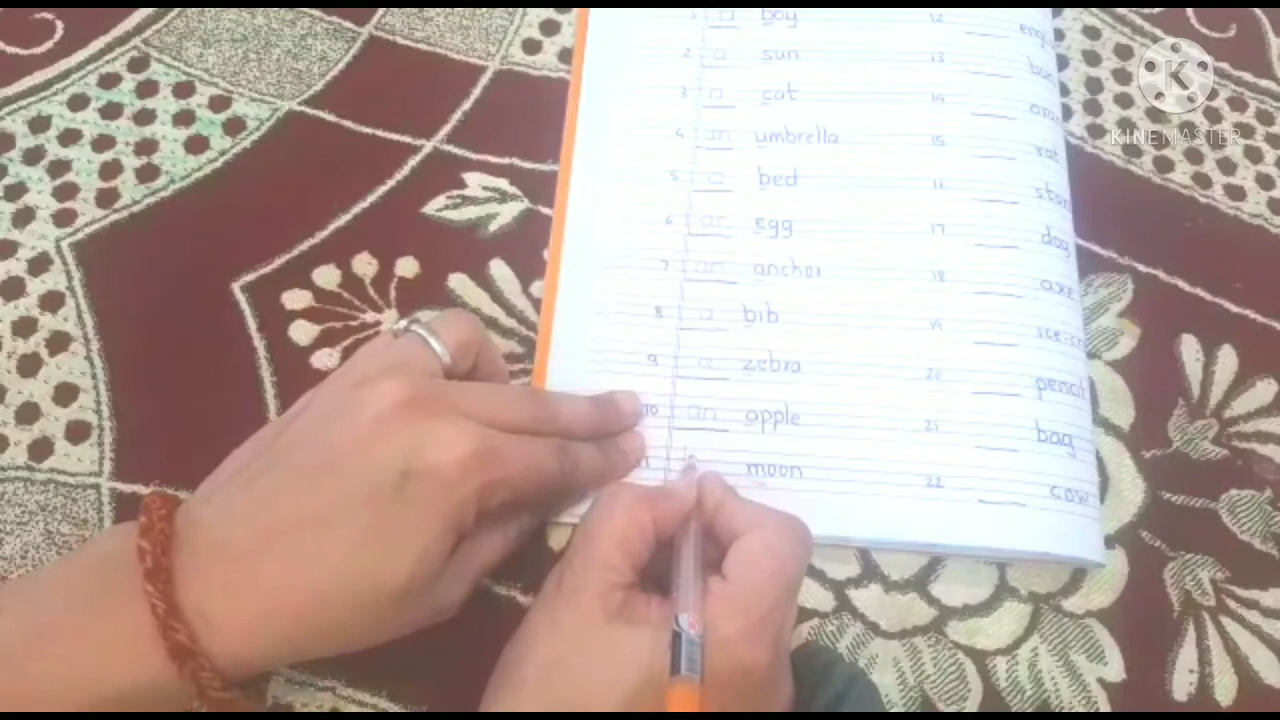 1 a boy
2 a sun
3 a cat
4 an umbrella
5 a bed
6 an egg
7 an anchor
8 a bib
9 a zebra
10 an apple
11 moon
12
13
14
15
16
17 dog
18 axe
19
20 pencil
21 bag
22 cow
K
KINEMASTER